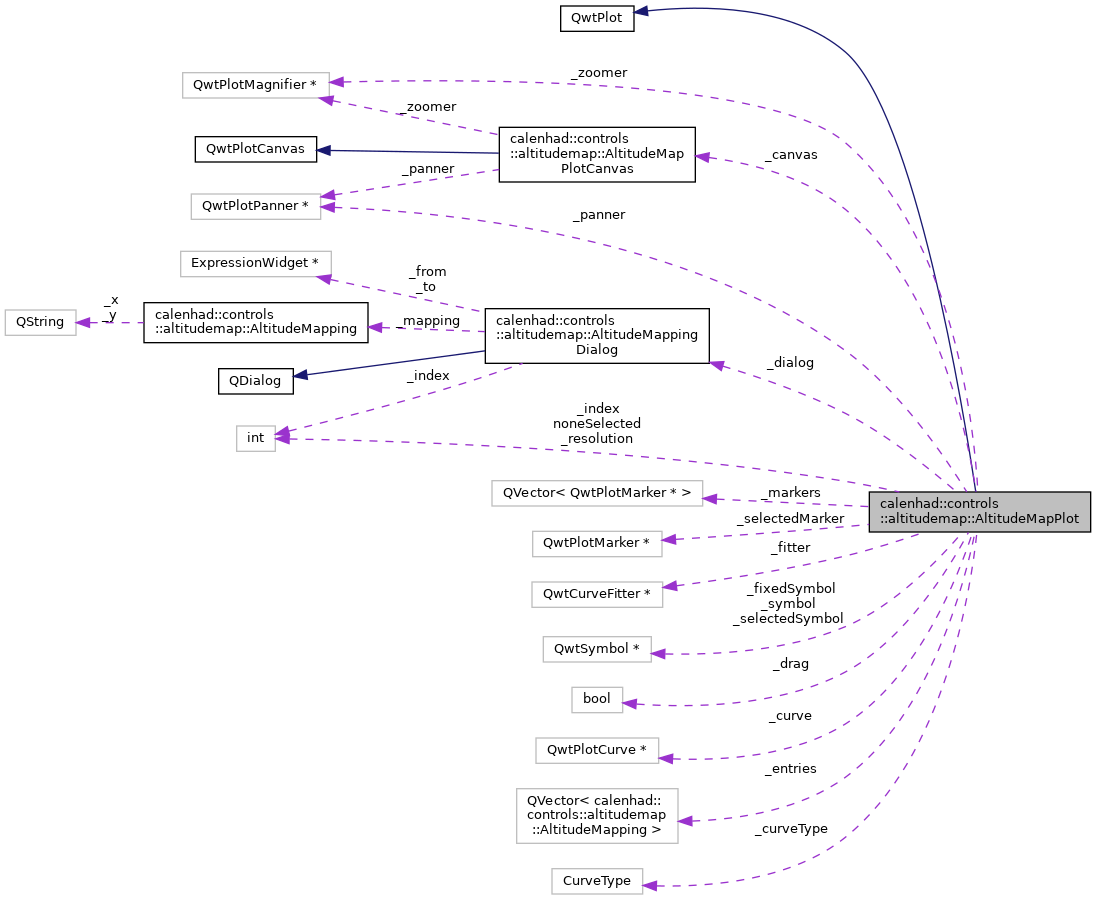 QwtPlot
_zoomer
QwtPlotMagnifier *
_zoomer
calenhad::controls
::altitudemap::AltitudeMap
PlotCanvas
QwtPlotCanvas
_canvas
_panner
QwtPlotPanner *
_panner
ExpressionWidget *
_from
_to
_x
_y
QString
calenhad::controls
::altitudemap::AltitudeMapping
_mapping
calenhad::controls
::altitudemap::AltitudeMapping
Dialog
_dialog
QDialog
_index
int
_index
noneSelected
_resolution
QVector< QwtPlotMarker * >
_markers
calenhad::controls
::altitudemap::AltitudeMapPlot
_selectedMarker
QwtPlotMarker *
_fitter
QwtCurveFitter *
_fixedSymbol
_symbol
_selectedSymbol
QwtSymbol *
_drag
bool
_curve
QwtPlotCurve *
_entries
QVector< calenhad::
controls::altitudemap
::AltitudeMapping >
_curveType
CurveType